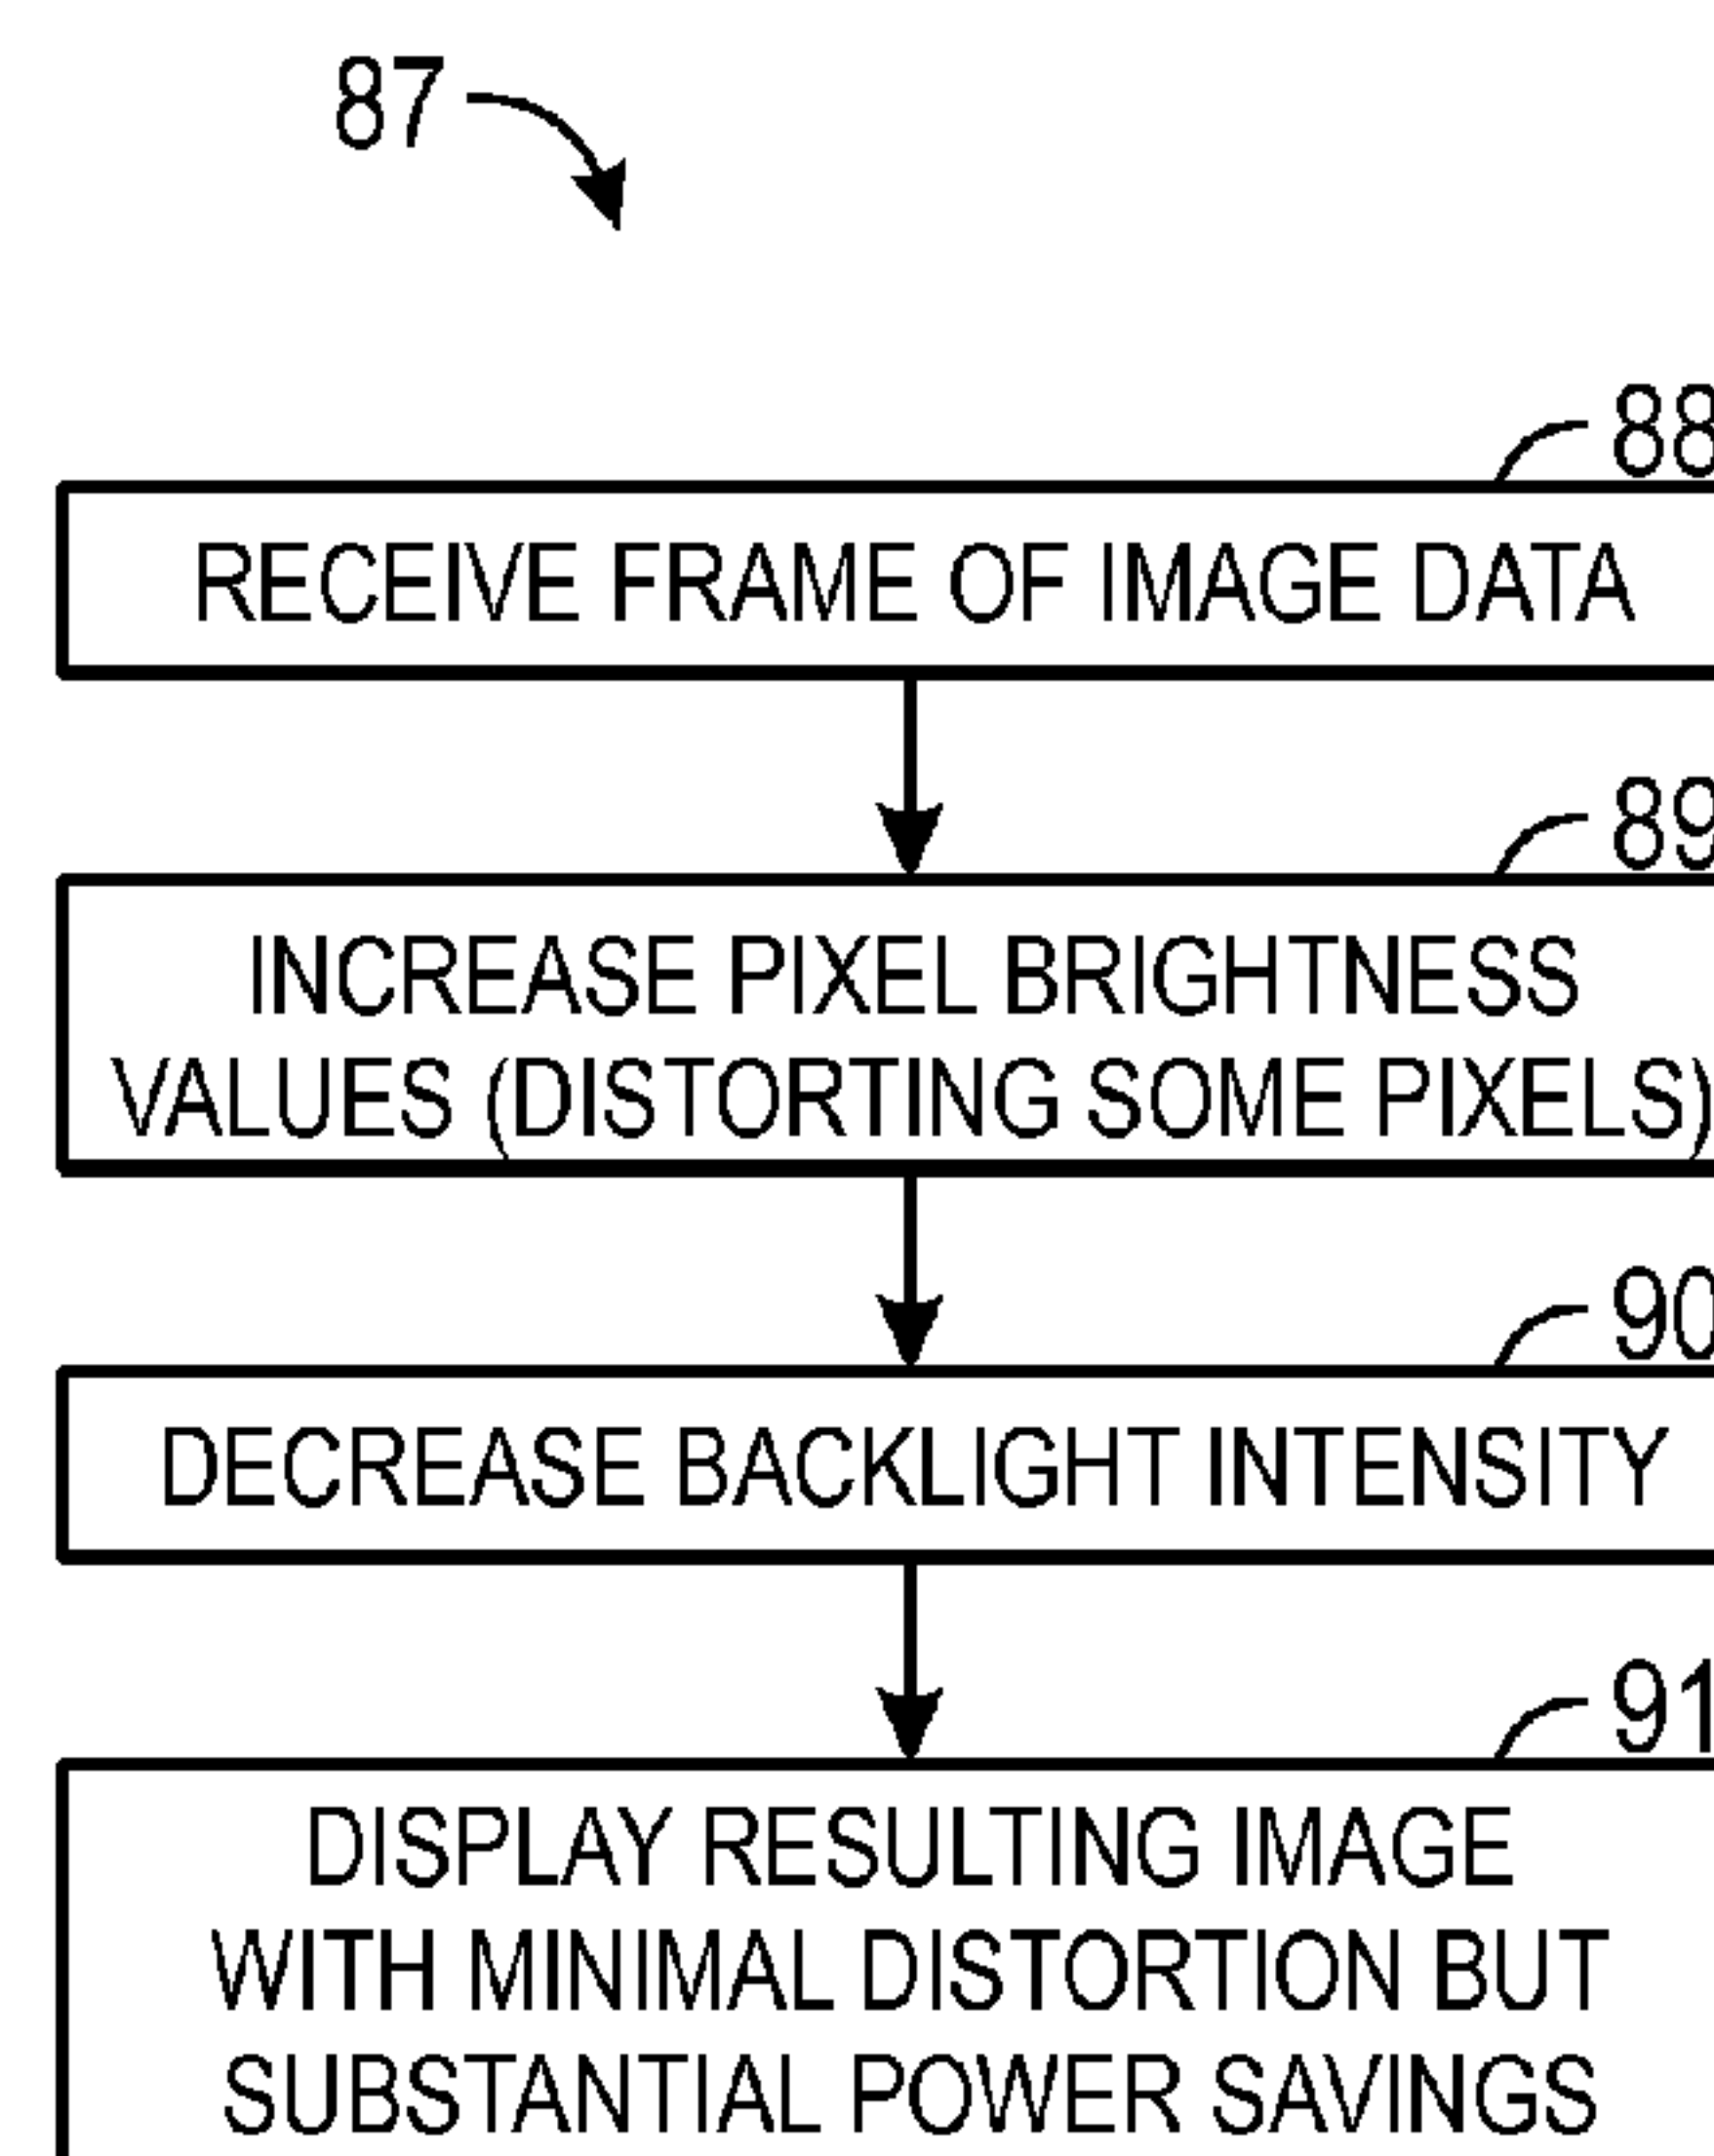 87
88
RECEIVE FRAME OF IMAGE DATA
89
INCREASE PIXEL BRIGHTNESS
VALUES (DISTORTING SOME PIXELS)
90
DECREASE BACKLIGHT INTENSITY
91
DISPLAY RESULTING IMAGE
WITH MINIMAL DISTORTION BUT
SUBSTANTIAL POWER SAVINGS